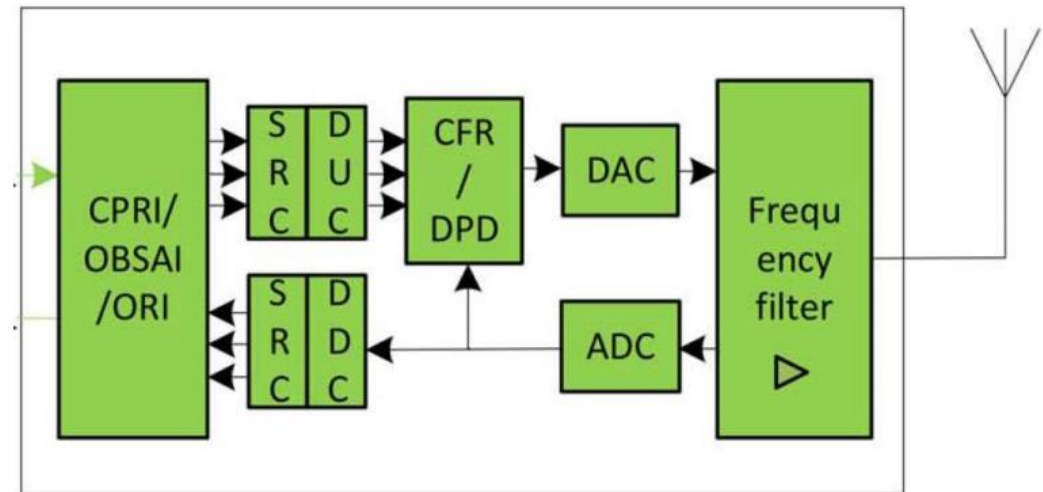 CPRI/
OBSAI
/ORI
S
R
C
D
U
C
CFR
/
DPD
DAC
Frequ
ency
filter
S
R
C
D
D
C
ADC